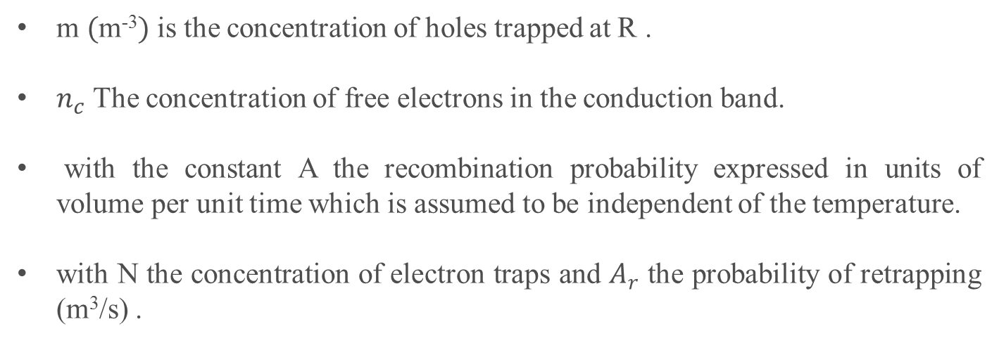 • m (m⁻³) is the concentration of holes trapped at R .
• n_c The concentration of free electrons in the conduction band.
• with the constant A the recombination probability expressed in units of
volume per unit time which is assumed to be independent of the temperature.
• with N the concentration of electron traps and A_r the probability of retrapping
(m³/s) .